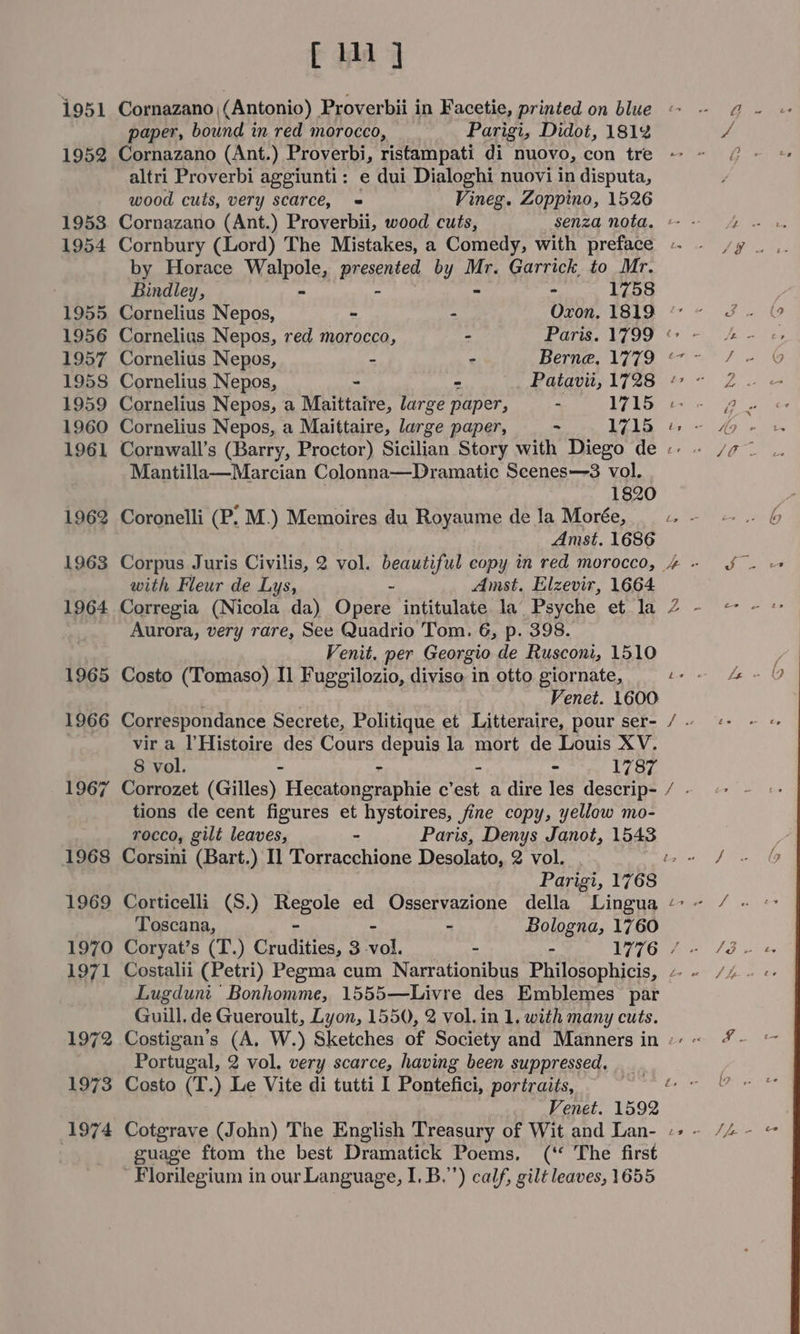 [ 111 ]
1951 Cornazano (Antonio) Proverbii in Facetie, printed on blue
paper, bound in red morocco, Parigi, Didot, 1812
1952 Cornazano (Ant.) Proverbi, ristampati di nuovo, con tre
altri Proverbi aggiunti: e dui Dialoghi nuovi in disputa,
wood cuts, very scarce, - Vineg. Zoppino, 1526
1953 Cornazano (Ant.) Proverbii, wood cuts, senza nota.
1954 Cornbury (Lord) The Mistakes, a Comedy, with preface
by Horace Walpole, presented by Mr. Garrick to Mr.
Bindley, - - - - 1758
1955 Cornelius Nepos, - - Oxon. 1819
1956 Cornelius Nepos, red morocco, - Paris. 1799
1957 Cornelius Nepos, - - Berne, 1779
1958 Cornelius Nepos, - - Patavii, 1728
1959 Cornelius Nepos, a Maittaire, large paper, - 1715
1960 Cornelius Nepos, a Maittaire, large paper, - 1715
1961 Cornwall's (Barry, Proctor) Sicilian Story with Diego de
Mantilla—Marcian Colonna—Dramatic Scenes—3 vol.
1820
1962 Coronelli (P. M.) Memoires du Royaume de la Morée,
Amst. 1686
1963 Corpus Juris Civilis, 2 vol. beautiful copy in red morocco,
with Fleur de Lys, - Amst. Elzevir, 1664
1964 Corregia (Nicola da) Opere intitulate la Psyche et la
Aurora, very rare, See Quadrio Tom. 6, p. 398.
Venit. per Georgio de Rusconi, 1510
1965 Costo (Tomaso) Il Fuggilozio, diviso in otto giornate,
Venet. 1600
1966 Correspondance Secrete, Politique et Litteraire, pour ser-
vir a l'Histoire des Cours depuis la mort de Louis XV.
8 vol. - - - - 1787
1967 Corrozet (Gilles) Hecatongraphie c'est a dire les descrip-
tions de cent figures et hystoires, fine copy, yellow mo-
rocco, gilt leaves, - Paris, Denys Janot, 1543
1968 Corsini (Bart.) Il Torracchione Desolato, 2 vol.
Parigi, 1768
1969 Corticelli (S.) Regole ed Osservazione della Lingua
Toscana, - - - Bologna, 1760
1970 Coryat's (T.) Crudities, 3 vol. - - 1776
1971 Costalii (Petri) Pegma cum Narrationibus Philosophicis,
Lugduni Bonhomme, 1555—Livre des Emblemes par
Guill. de Gueroult, Lyon, 1550, 2 vol. in 1. with many cuts.
1972 Costigan's (A. W.) Sketches of Society and Manners in
Portugal, 2 vol. very scarce, having been suppressed.
1973 Costo (T.) Le Vite di tutti I Pontefici, portraits,
Venet. 1592
1974 Cotgrave (John) The English Treasury of Wit and Lan-
guage ftom the best Dramatick Poems. (“ The first
Florilegium in our Language, I. B.”) calf, gilt leaves, 1655